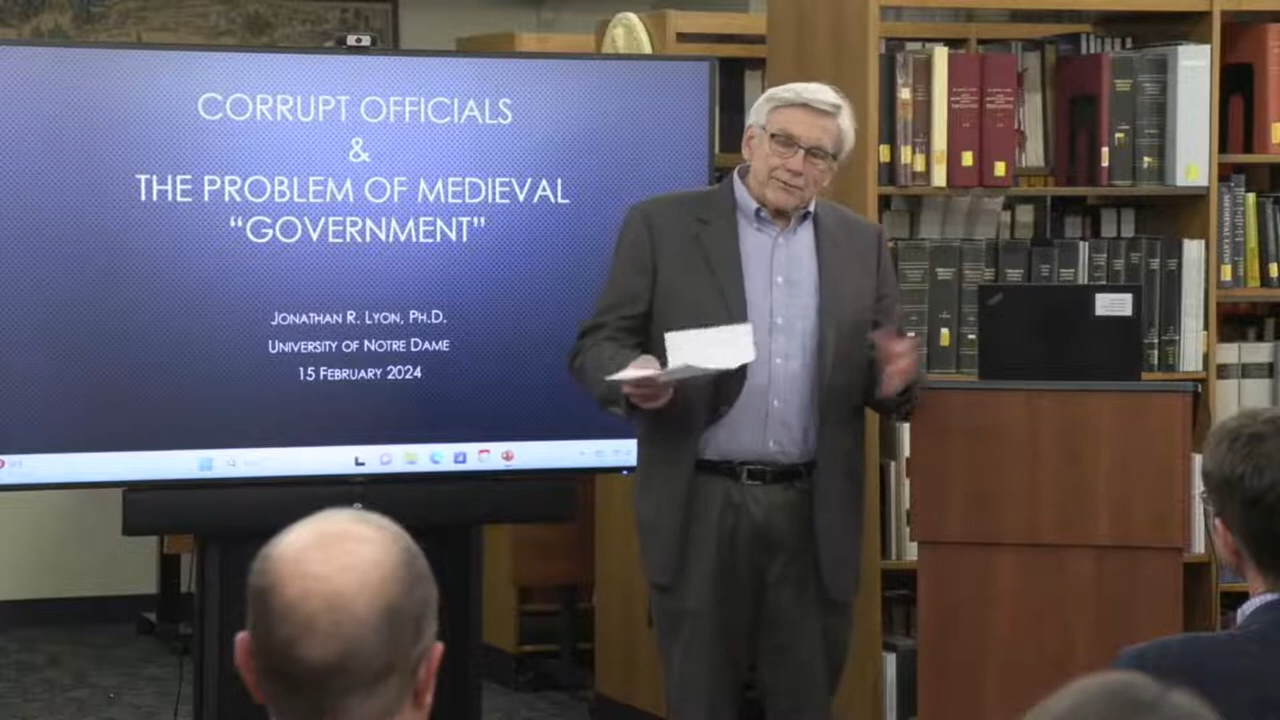 CORRUPT OFFICIALS
&
THE PROBLEM OF MEDIEVAL
“GOVERNMENT”
JONATHAN R. LYON, PH.D.
UNIVERSITY OF NOTRE DAME
15 FEBRUARY 2024
MEDIEVAL LATIN